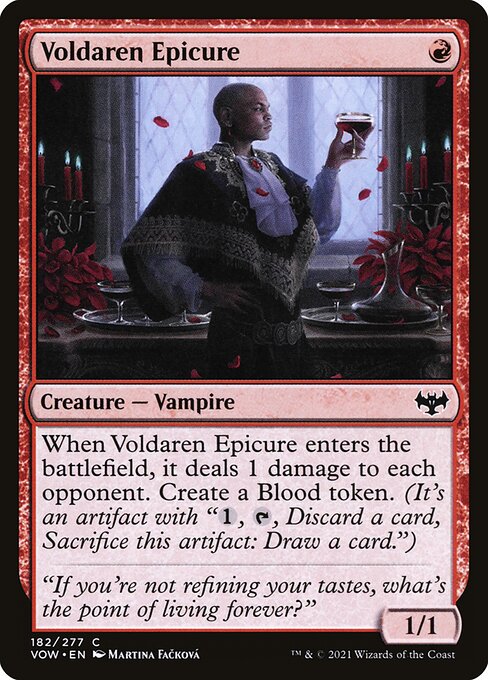 Voldaren Epicure
Creature — Vampire
When Voldaren Epicure enters the
battlefield, it deals 1 damage to each
opponent. Create a Blood token. (It's
an artifact with “1, , Discard a card,
Sacrifice this artifact: Draw a card.”)
“If you're not refining your tastes, what's
the point of living forever?”
1/1
182/277 C
VOW • EN Martina Fačková
™ & © 2021 Wizards of the Coast